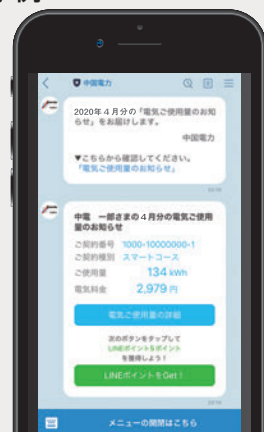 中国電力
2020年４月分の「電気ご使用量のお知
らせ」をお届けします。
中国電力
▼こちらから確認してください。
「電気ご使用量のお知らせ」
中電　一郎さまの４月分の電気ご使用
量のお知らせ
ご契約番号 1000-10000000-1
ご契約種別 スマートコース
ご使用量 134 kWh
電気料金 2,979 円
電気ご使用量の詳細
次のボタンをタップして
LINEポイント5ポイント
を獲得しよう！
LINEポイントをGet！
メニューの開閉はこちら